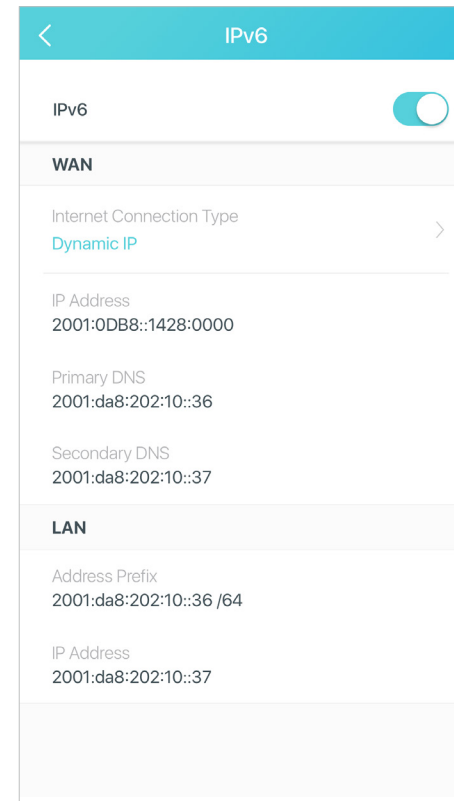 IPv6
IPv6
WAN
Internet Connection Type
Dynamic IP
IP Address
2001:0DB8::1428:0000
Primary DNS
2001:da8:202:10::36
Secondary DNS
2001:da8:202:10::37
LAN
Address Prefix
2001:da8:202:10::36 /64
IP Address
2001:da8:202:10::37